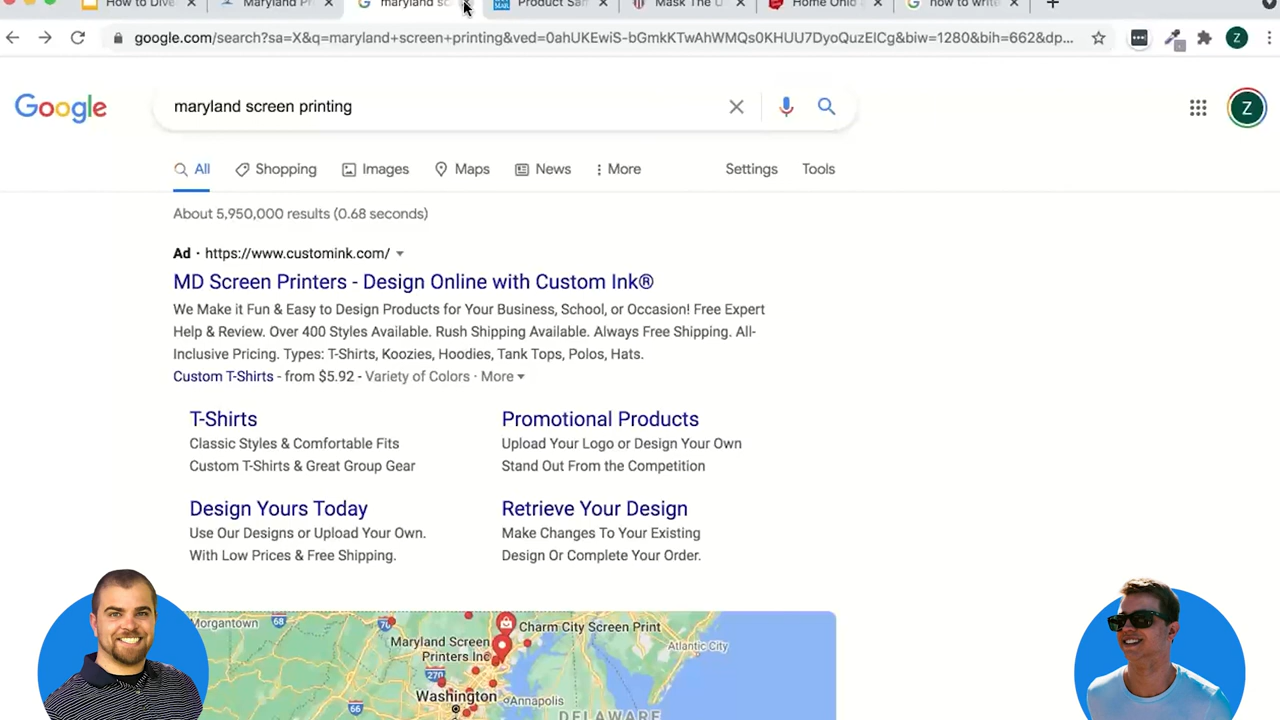 How to Dive
Maryland Pr
maryland sc
Product Sam
Mask The U
Home Ohio a
how to write
google.com/search?sa=X&q=maryland+screen+printing&ved=0ahUKEwiS-bGmkKTwAhWMQs0KHUU7DyoQuzEICg&biw=1280&bih=662&dp...
Z
Google
maryland screen printing
Z
All
Shopping
Images
Maps
News
More
Settings
Tools
About 5,950,000 results (0.68 seconds)
Ad · https://www.customink.com/
MD Screen Printers - Design Online with Custom Ink®
We Make it Fun & Easy to Design Products for Your Business, School, or Occasion! Free Expert
Help & Review. Over 400 Styles Available. Rush Shipping Available. Always Free Shipping. All-
Inclusive Pricing. Types: T-Shirts, Koozies, Hoodies, Tank Tops, Polos, Hats.
Custom T-Shirts - from $5.92 - Variety of Colors · More
T-Shirts
Classic Styles & Comfortable Fits
Custom T-Shirts & Great Group Gear
Promotional Products
Upload Your Logo or Design Your Own
Stand Out From the Competition
Design Yours Today
Use Our Designs or Upload Your Own.
With Low Prices & Free Shipping.
Retrieve Your Design
Make Changes To Your Existing
Design Or Complete Your Order.
Morgantown
68
76
Charm City Screen Print
Maryland Screen
Printers Inc
Atlantic City
270
Washington
Annapolis
DELAWARE